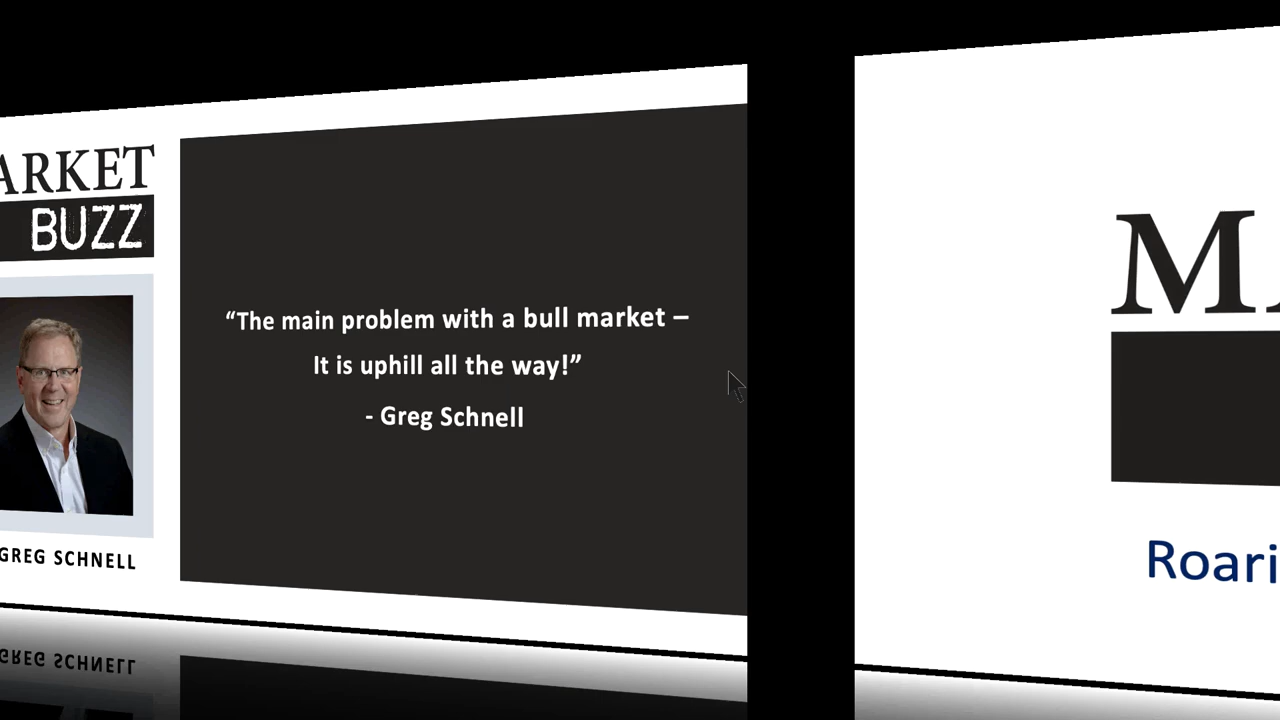 ARKET
BUZZ
“The main problem with a bull market –
It is uphill all the way!”
- Greg Schnell
GREG SCHNELL
M
Roari